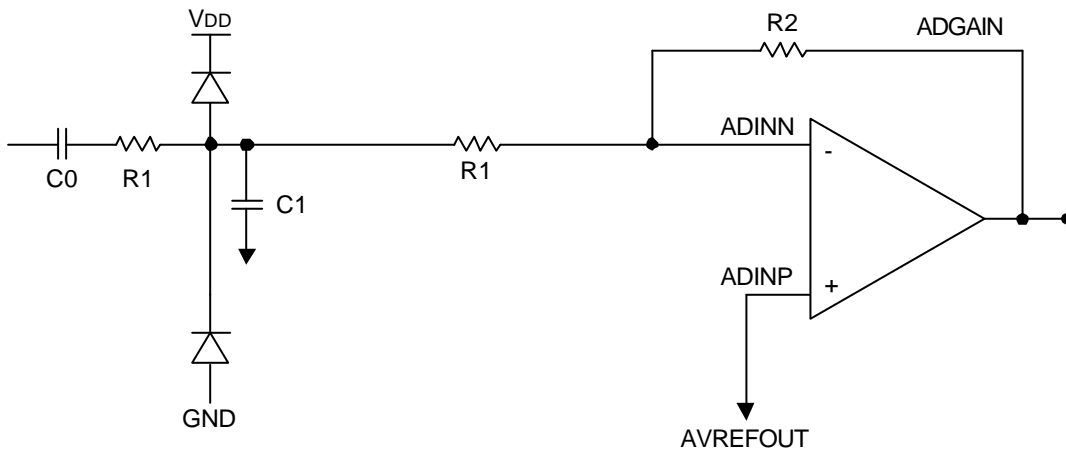 VDD
R2
ADGAIN
ADINN
-
C0
R1
R1
C1
ADINP
+
GND
AVREFOUT